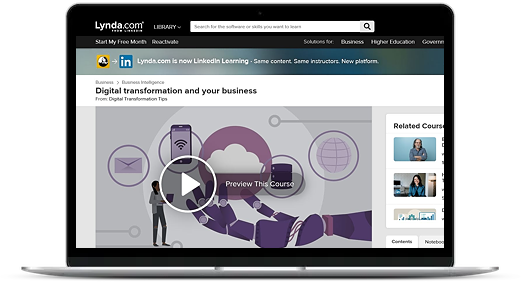 Lynda.com
FROM LINKEDIN
LIBRARY
Search for the software or skills you want to learn
Start My Free Month Reactivate
Solutions for: Business Higher Education Governm
in Lynda.com is now LinkedIn Learning - Same content. Same instructors. New platform.
Business > Business Intelligence
Digital transformation and your business
From: Digital Transformation Tips
Related Course
Preview This Course
Contents Notebook